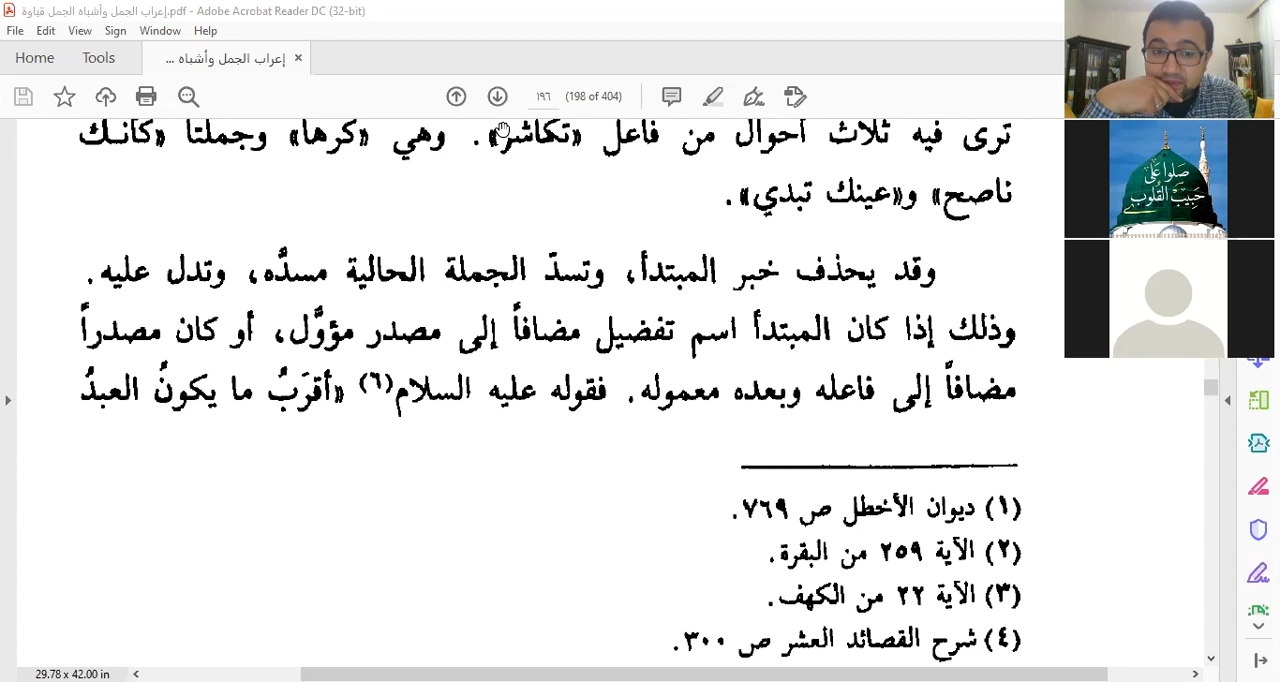 إعراب الجمل وأشباه الجمل قباوة.pdf - Adobe Acrobat Reader DC (32-bit)
File Edit View Sign Window Help
Home Tools إعراب الجمل وأشباه ... ×
١٩٦ (198 of 404)
ترى فيه ثلاث أحوال من فاعل «تكاشر». وهي «كرها» وجملتا «كأنك
ناصح» و«عينك تبدي».
وقد يحذف خبر المبتدأ، وتسدّ الجملة الحالية مسدُّه، وتدل عليه.
وذلك إذا كان المبتدأ اسم تفضيل مضافاً إلى مصدر مؤوَّل، أو كان مصدراً
مضافاً إلى فاعله وبعده معموله. فقوله عليه السلام(٦) «أقرَبُ ما يكونُ العبدُ
(١) ديوان الأخطل ص ٧٦٩.
(٢) الآية ٢٥٩ من البقرة.
(٣) الآية ٢٢ من الكهف.
(٤) شرح القصائد العشر ص ٣٠٠.
29.78 x 42.00 in
صلوا على
حبيب القلوب